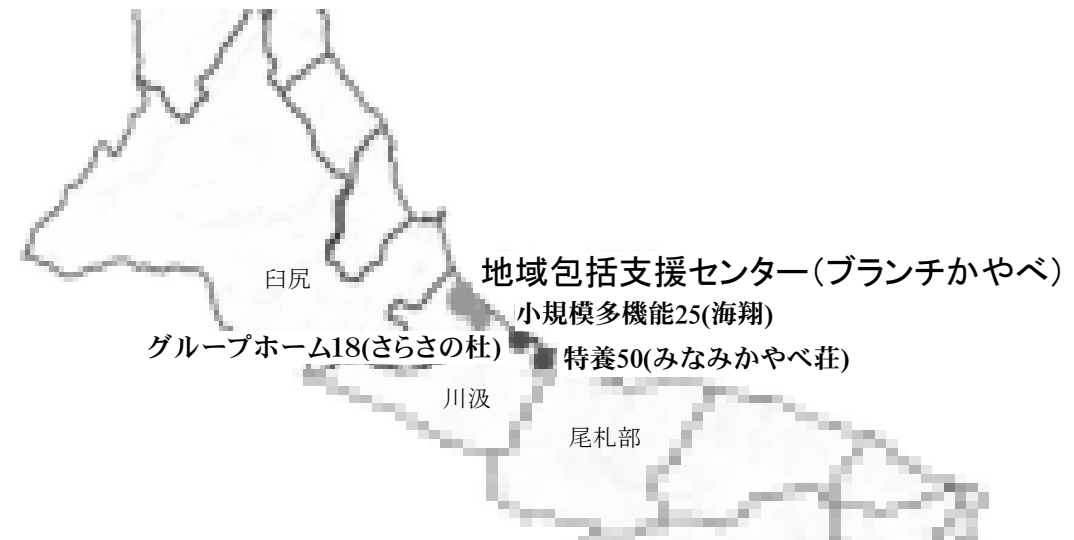 地域包括支援センター(ブランチかやべ)
臼尻
小規模多機能25(海翔)
グループホーム18(さらさの杜)
特養50(みなみかやべ荘)
川汲
尾札部